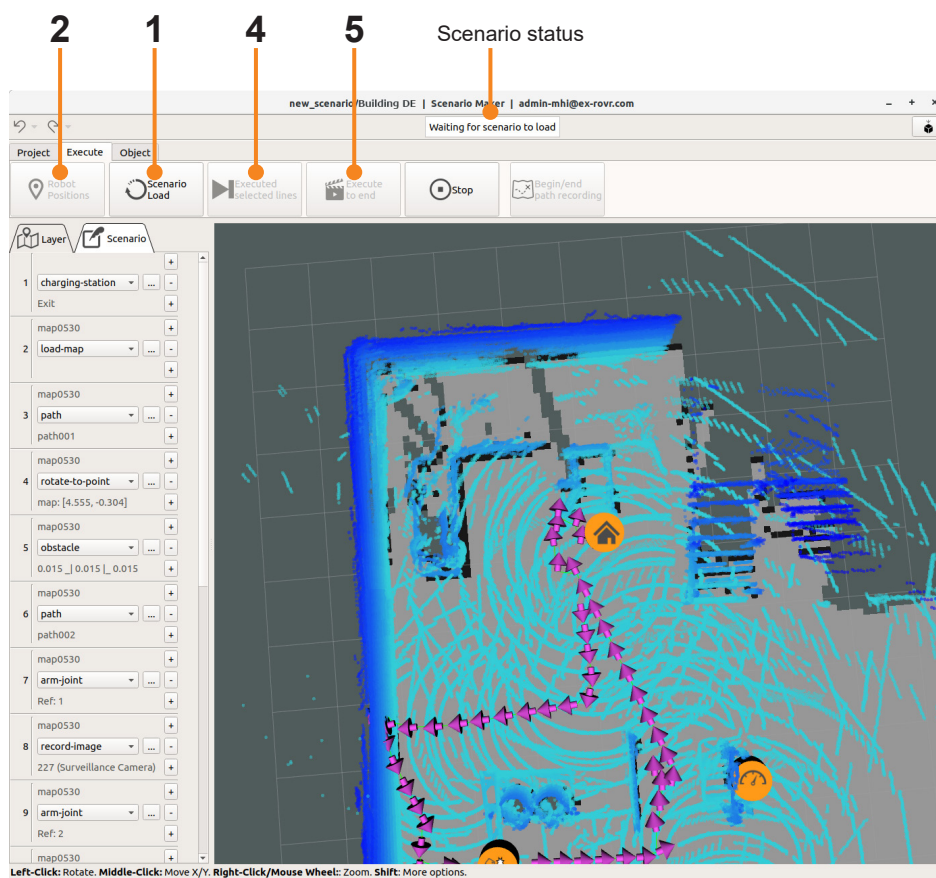 2 1 4 5 Scenario status
new_scenario/Building DE | Scenario Maker | admin-mhi@ex-rovr.com - + ×
Waiting for scenario to load
Project Execute Object
Robot Positions
Scenario Load
Executed selected lines
Execute to end
Stop
Begin/end path recording
Layer Scenario
+
1 charging-station ... -
Exit +
map0530 +
2 load-map ... -
+
map0530 +
3 path ... -
path001 +
map0530 +
4 rotate-to-point ... -
map: [4.555, -0.304] +
map0530 +
5 obstacle ... -
0.015 _| 0.015 |_ 0.015 +
map0530 +
6 path ... -
path002 +
map0530 +
7 arm-joint ... -
Ref: 1 +
map0530 +
8 record-image ... -
227 (Surveillance Camera) +
map0530 +
9 arm-joint ... -
Ref: 2 +
map0530 +
Left-Click: Rotate. Middle-Click: Move X/Y. Right-Click/Mouse Wheel:: Zoom. Shift: More options.